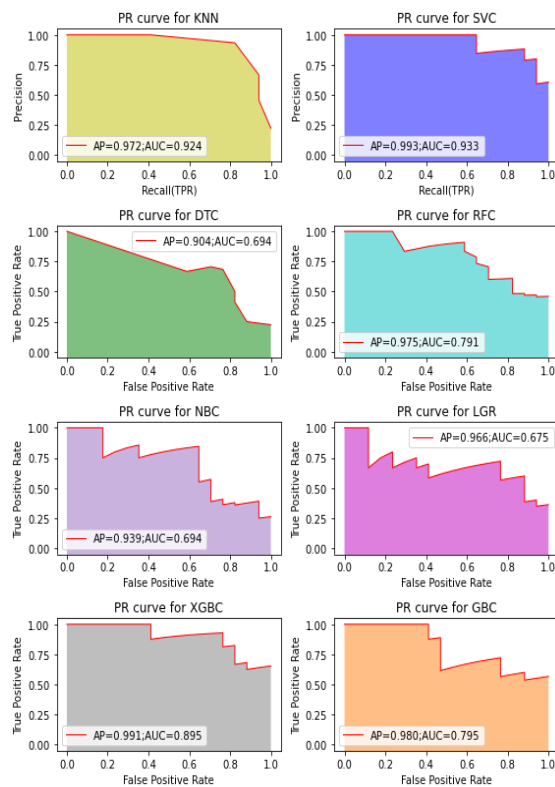 PR curve for KNN
1.00
0.75
0.50
0.25
0.00
Precision
AP=0.972;AUC=0.924
0.0 0.2 0.4 0.6 0.8 1.0
Recall(TPR)
PR curve for SVC
1.00
0.75
0.50
0.25
0.00
Precision
AP=0.993;AUC=0.933
0.0 0.2 0.4 0.6 0.8 1.0
Recall(TPR)
PR curve for DTC
1.00
0.75
0.50
0.25
0.00
True Positive Rate
AP=0.904;AUC=0.694
0.0 0.2 0.4 0.6 0.8 1.0
False Positive Rate
PR curve for RFC
1.00
0.75
0.50
0.25
0.00
True Positive Rate
AP=0.975;AUC=0.791
0.0 0.2 0.4 0.6 0.8 1.0
False Positive Rate
PR curve for NBC
1.00
0.75
0.50
0.25
0.00
True Positive Rate
AP=0.939;AUC=0.694
0.0 0.2 0.4 0.6 0.8 1.0
False Positive Rate
PR curve for LGR
1.00
0.75
0.50
0.25
0.00
True Positive Rate
AP=0.966;AUC=0.675
0.0 0.2 0.4 0.6 0.8 1.0
False Positive Rate
PR curve for XGBC
1.00
0.75
0.50
0.25
0.00
True Positive Rate
AP=0.991;AUC=0.895
0.0 0.2 0.4 0.6 0.8 1.0
False Positive Rate
PR curve for GBC
1.00
0.75
0.50
0.25
0.00
True Positive Rate
AP=0.980;AUC=0.795
0.0 0.2 0.4 0.6 0.8 1.0
False Positive Rate